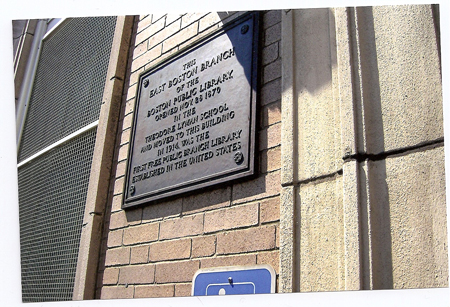 THIS
EAST BOSTON BRANCH
OF THE
BOSTON PUBLIC LIBRARY
OPENED NOV 28 1870
IN THE
THEODORE LYMAN SCHOOL
AND MOVED TO THIS BUILDING
IN 1914, WAS THE
FIRST FREE PUBLIC BRANCH LIBRARY
ESTABLISHED IN THE UNITED STATES